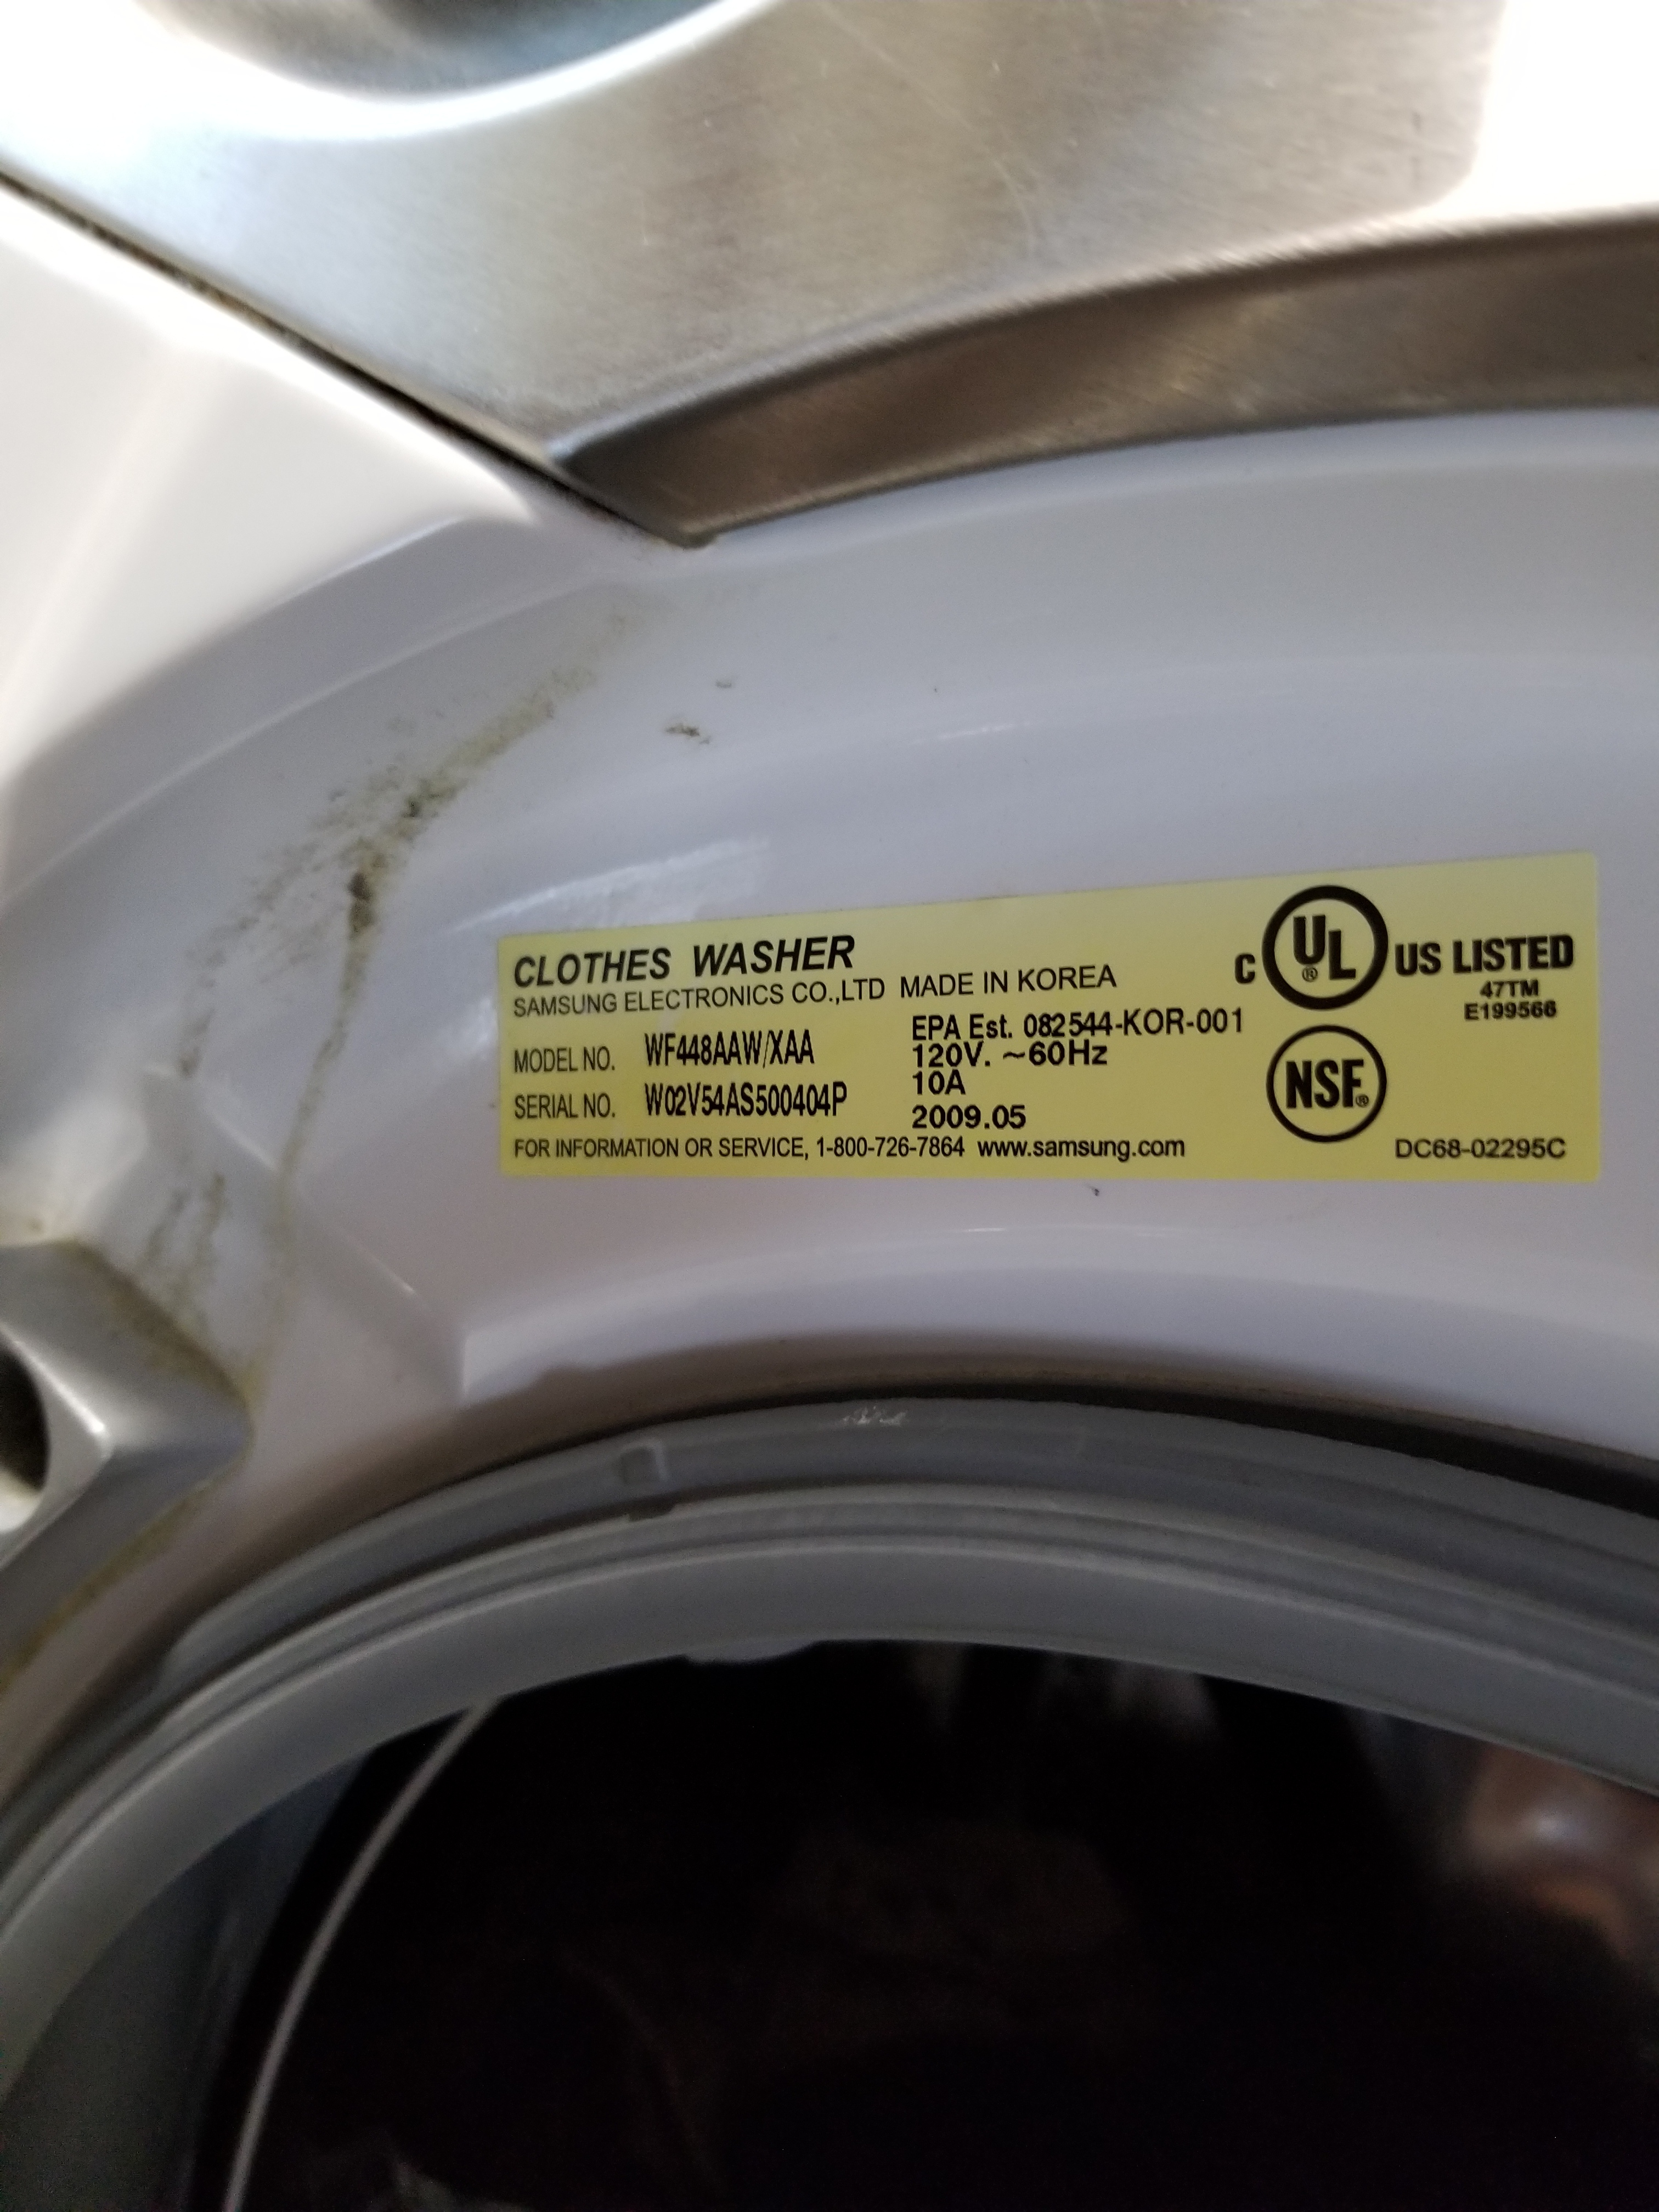 CLOTHES WASHER
SAMSUNG ELECTRONICS CO.,LTD MADE IN KOREA
MODEL NO. WF448AAW/XAA
SERIAL NO. W02V54AS500404P
EPA Est. 082544-KOR-001
120V. ~60Hz
10A
2009.05
FOR INFORMATION OR SERVICE, 1-800-726-7864 www.samsung.com
C UL® US LISTED
47TM
E199566
NSF®
DC68-02295C